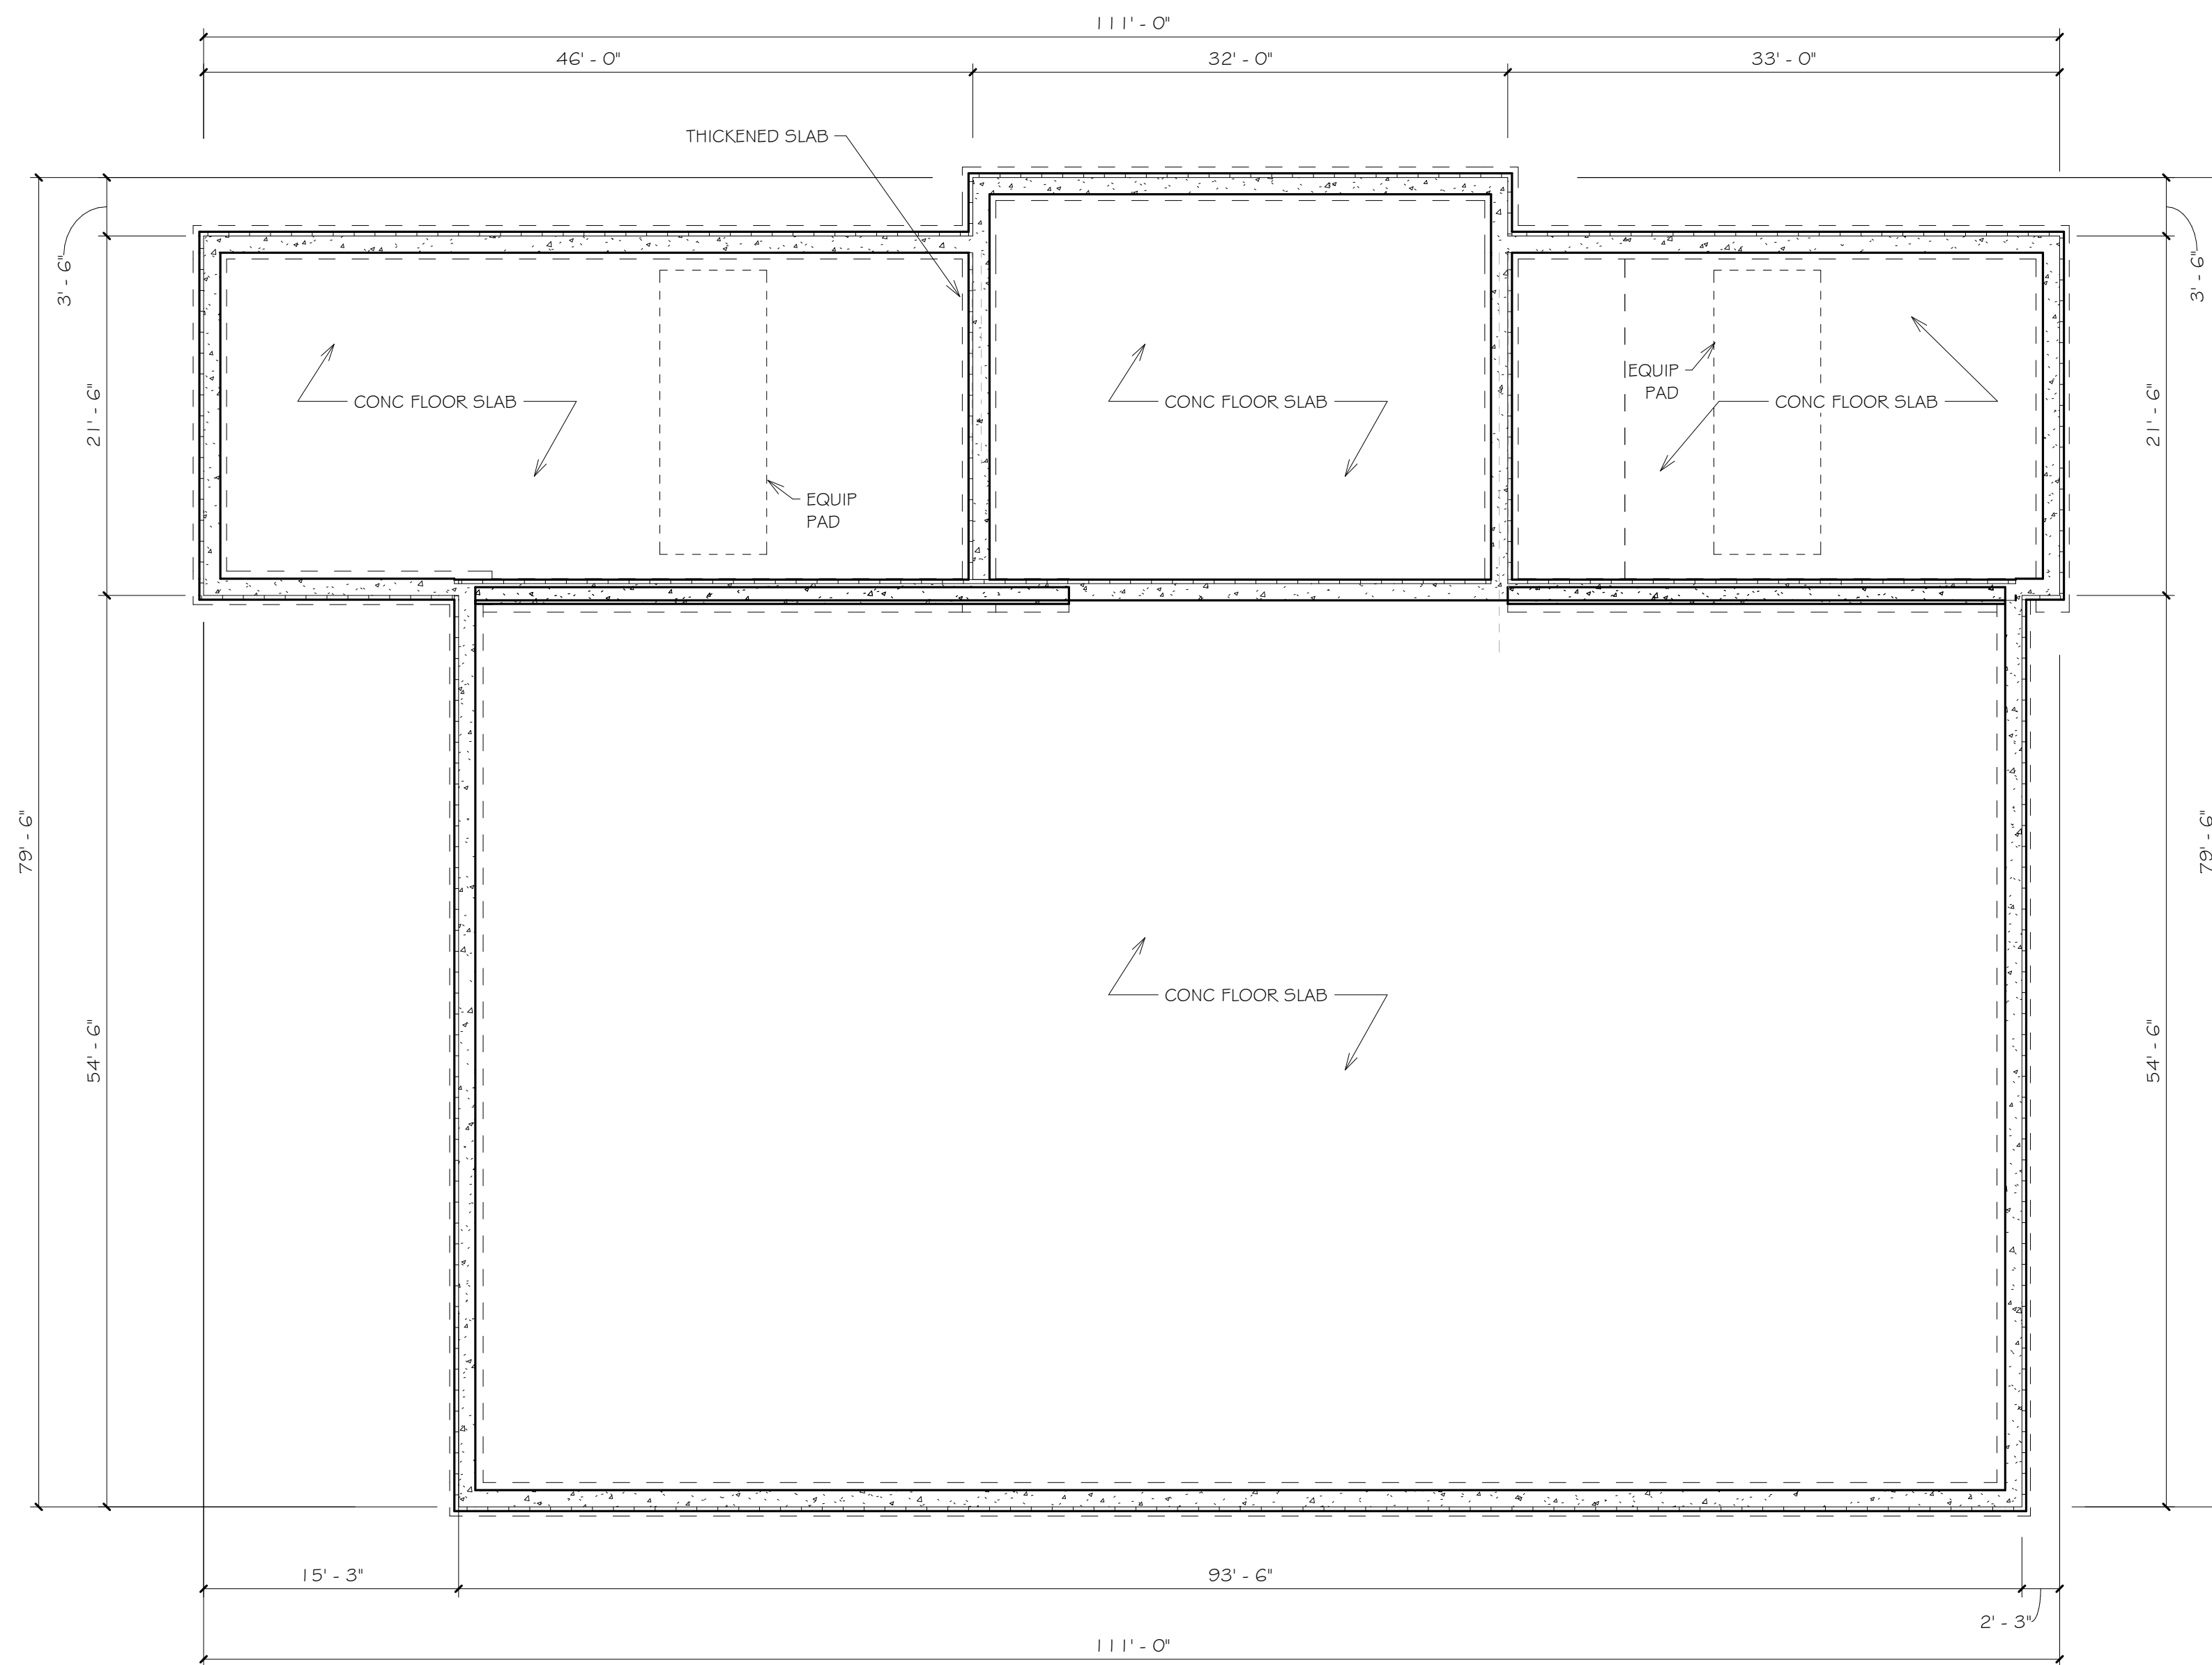 111' - 0"
46' - 0"
32' - 0"
33' - 0"
THICKENED SLAB
3' - 6"
3' - 6"
21' - 6"
21' - 6"
CONC FLOOR SLAB
CONC FLOOR SLAB
EQUIP
PAD
CONC FLOOR SLAB
EQUIP
PAD
79' - 6"
79' - 6"
54' - 6"
54' - 6"
CONC FLOOR SLAB
15' - 3"
93' - 6"
2' - 3"
111' - 0"